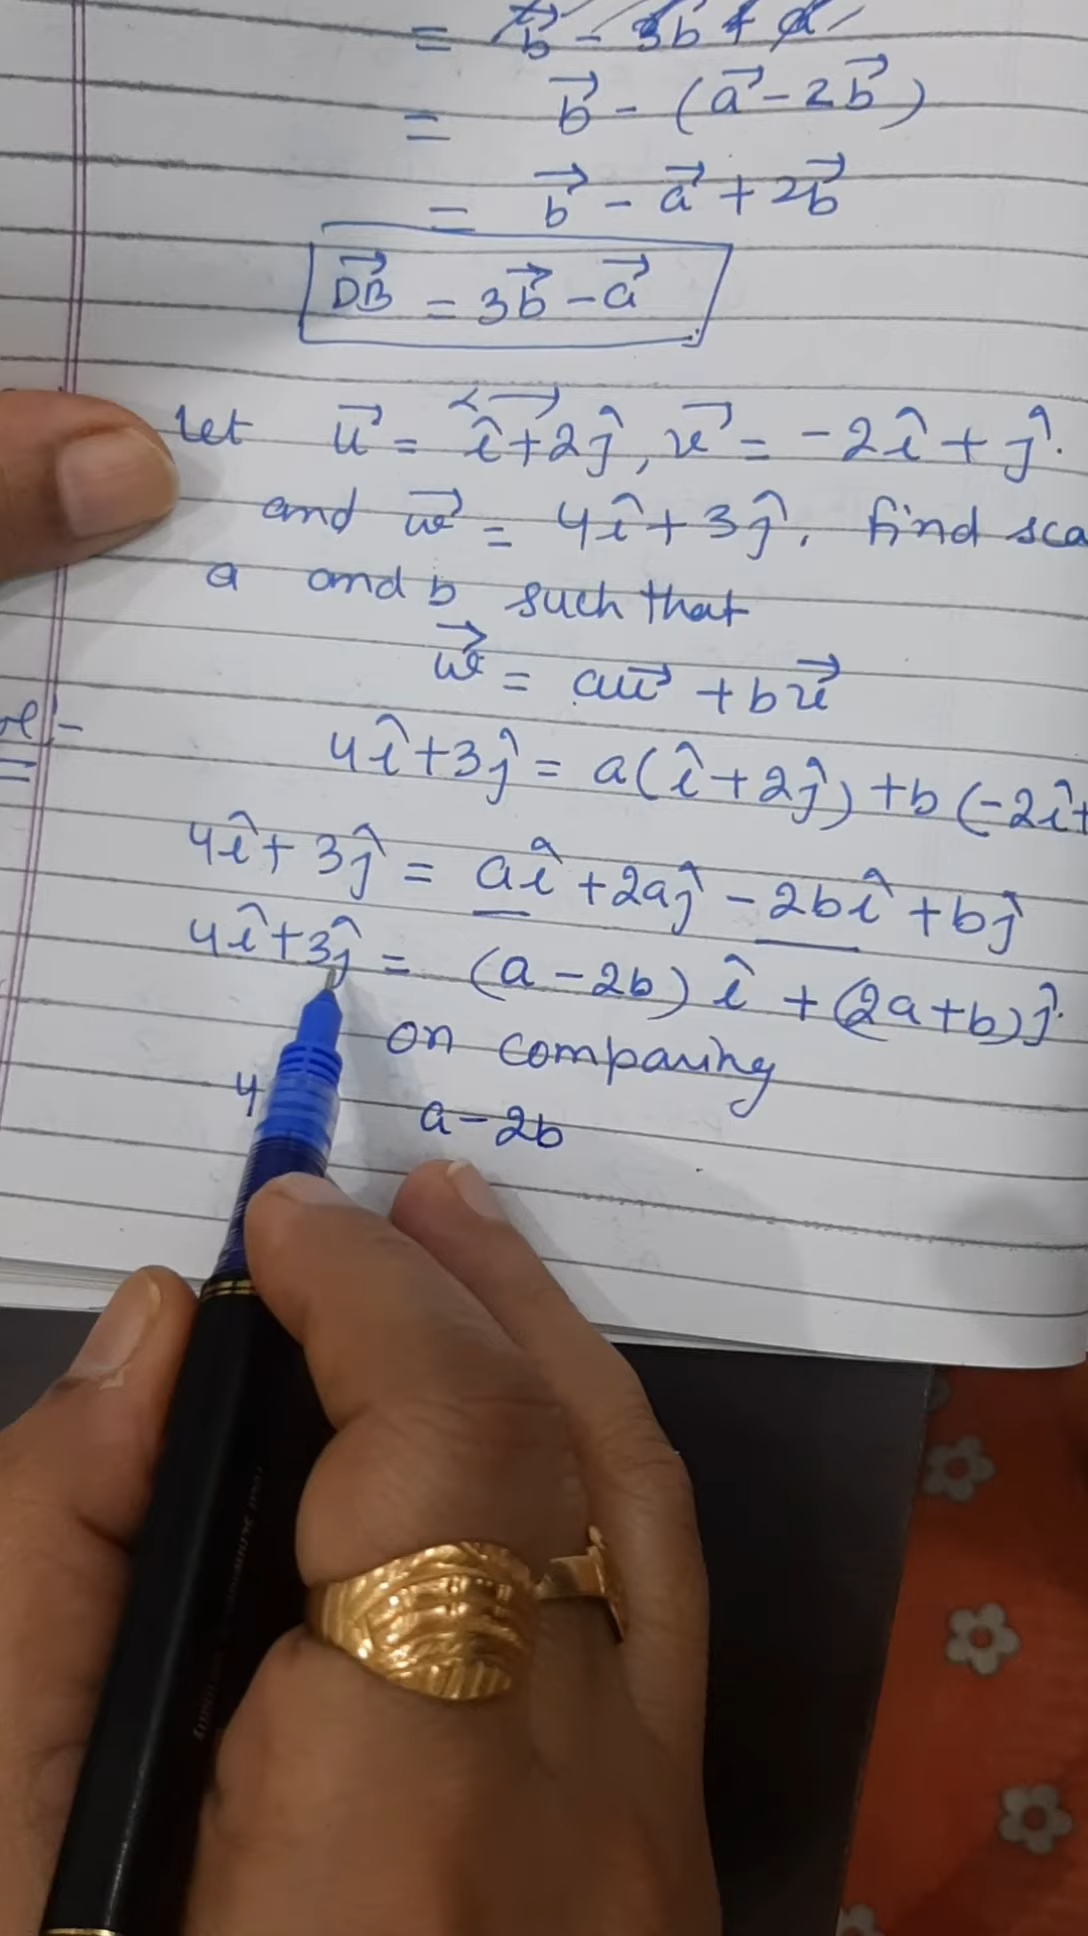 = b⃗ - 3b + a
= b⃗ - (a⃗ - 2b⃗)
= b⃗ - a⃗ + 2b⃗
DB⃗ = 3b⃗ - a⃗
let u⃗ = î + 2ĵ, v⃗ = -2î + ĵ.
and w⃗ = 4î + 3ĵ. find sca
a and b such that
w⃗ = au⃗ + bv⃗
4î + 3ĵ = a(î + 2ĵ) + b(-2î +
4î + 3ĵ = aî + 2aĵ - 2bî + bĵ
4î + 3ĵ = (a - 2b) î + (2a + b) ĵ.
on comparing
4 a - 2b